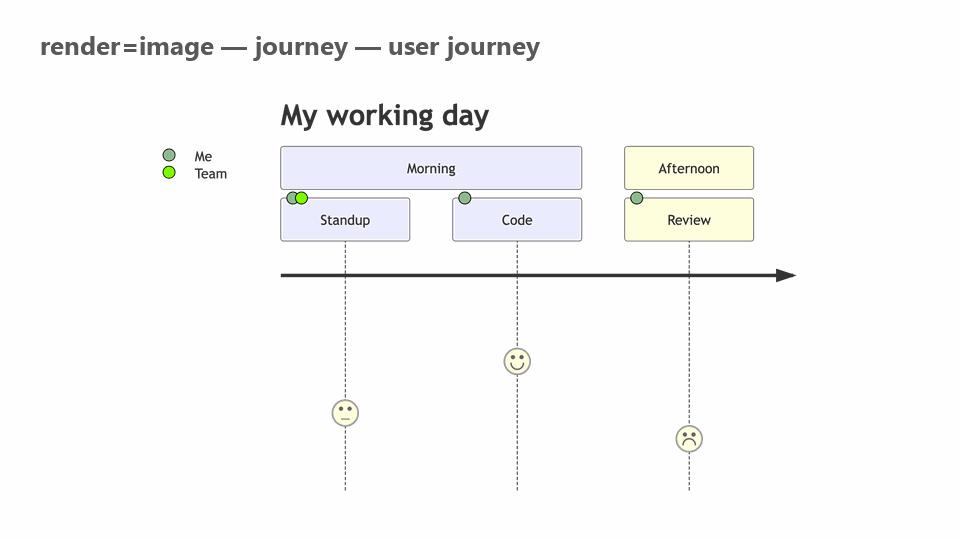 render=image — journey — user journey
My working day
Me
Team
Morning
Afternoon
Standup
Code
Review